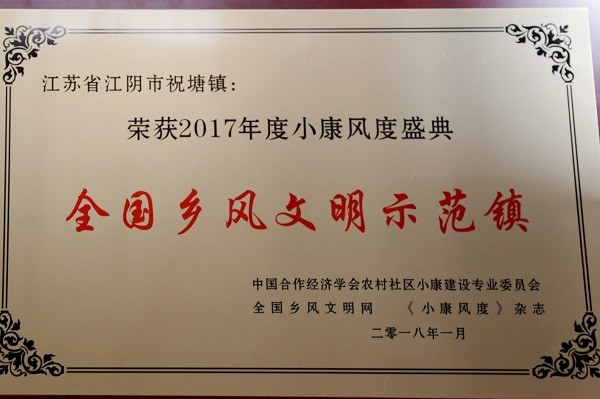 江苏省江阴市祝塘镇：
荣获2017年度小康风度盛典
全国乡风文明示范镇
中国合作经济学会农村社区小康建设专业委员会
全国乡风文明网 《小康风度》杂志
二零一八年一月